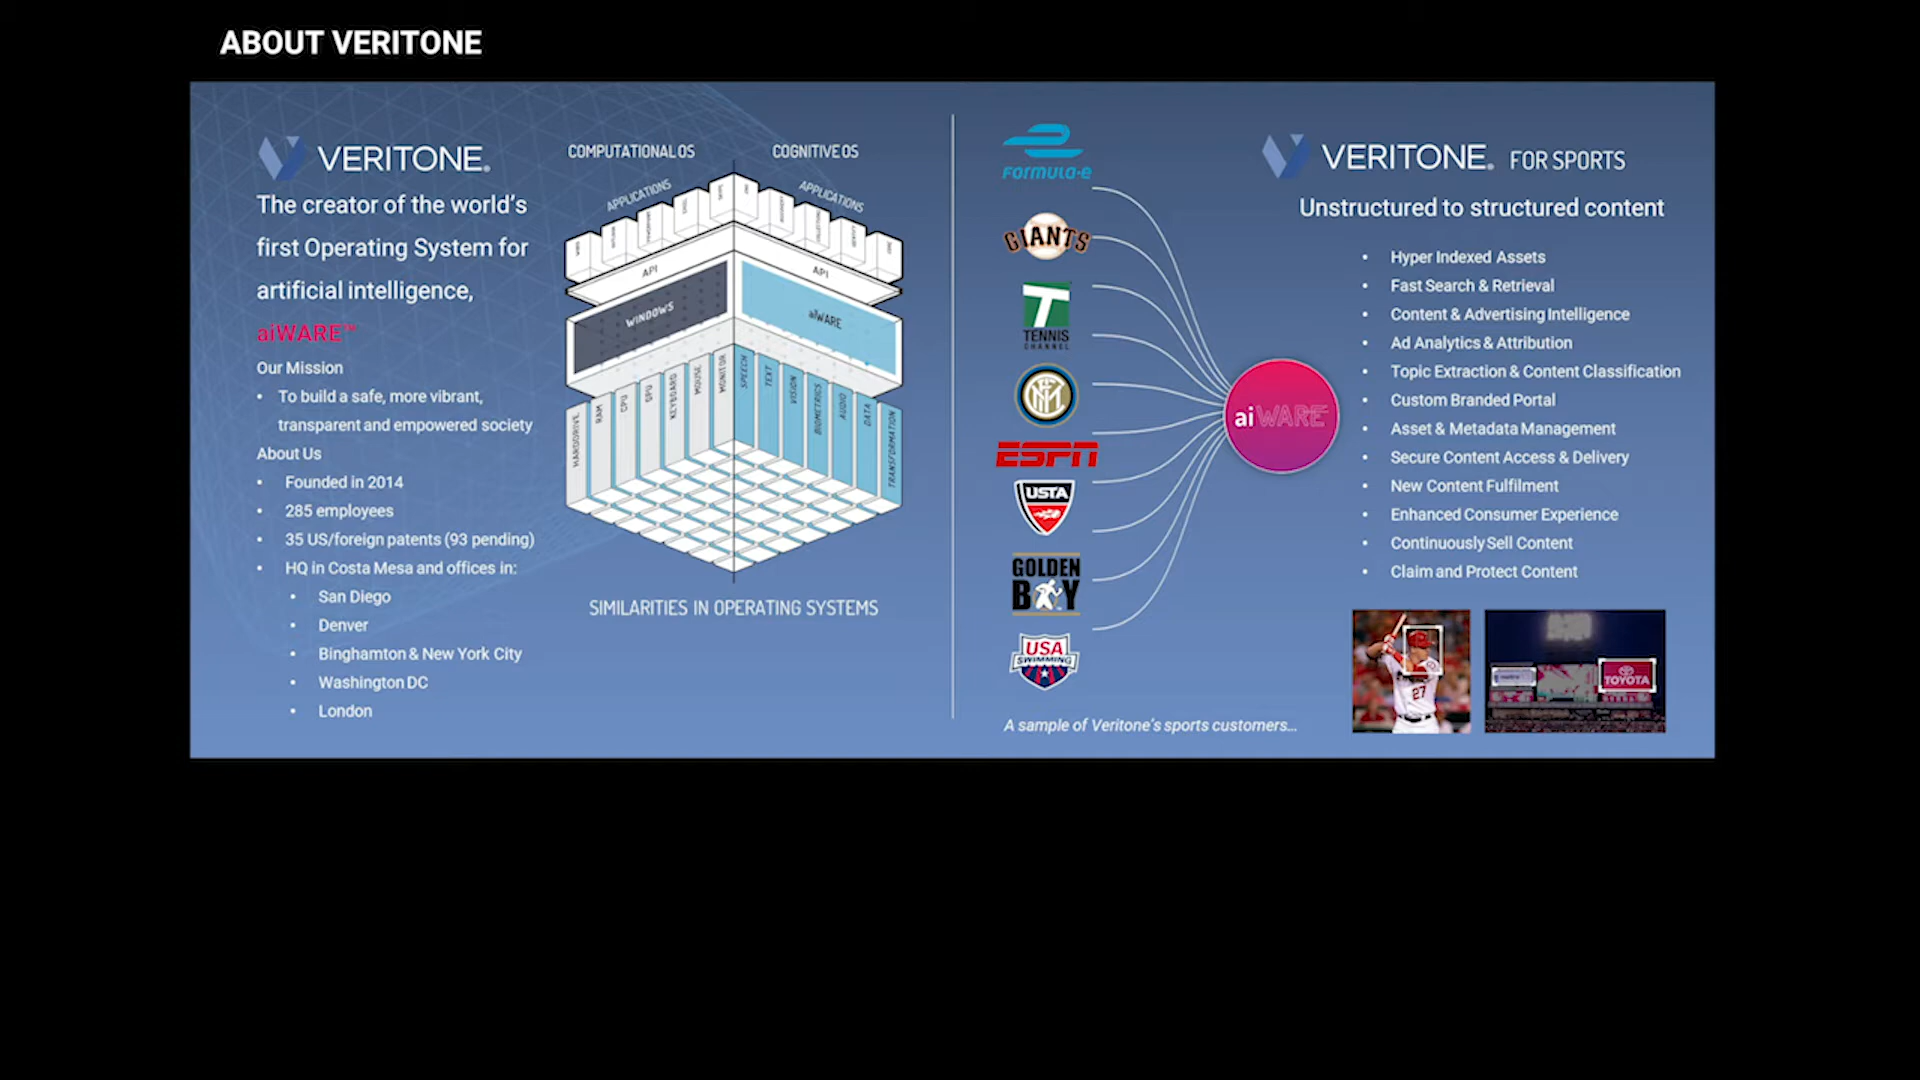 ABOUT VERITONE
VERITONE®
The creator of the world's
first Operating System for
artificial intelligence,
aiWARE™
Our Mission
• To build a safe, more vibrant,
transparent and empowered society
About Us
• Founded in 2014
• 285 employees
• 35 US/foreign patents (93 pending)
• HQ in Costa Mesa and offices in:
• San Diego
• Denver
• Binghamton & New York City
• Washington DC
• London
COMPUTATIONAL OS
COGNITIVE OS
APPLICATIONS
APPLICATIONS
API
API
WINDOWS
aiWARE
HARDDRIVE
RAM
CPU
GPU
KEYBOARD
MOUSE
MONITOR
SPEECH
TEXT
VISION
BIOMETRICS
AUDIO
DATA
TRANSFORMATION
SIMILARITIES IN OPERATING SYSTEMS
FORMULA-E
GIANTS
T
TENNIS
CHANNEL
ESPN
USTA
GOLDEN
BOY
USA
SWIMMING
A sample of Veritone's sports customers...
aiWARE
VERITONE® FOR SPORTS
Unstructured to structured content
• Hyper Indexed Assets
• Fast Search & Retrieval
• Content & Advertising Intelligence
• Ad Analytics & Attribution
• Topic Extraction & Content Classification
• Custom Branded Portal
• Asset & Metadata Management
• Secure Content Access & Delivery
• New Content Fulfilment
• Enhanced Consumer Experience
• Continuously Sell Content
• Claim and Protect Content
27
TOYOTA